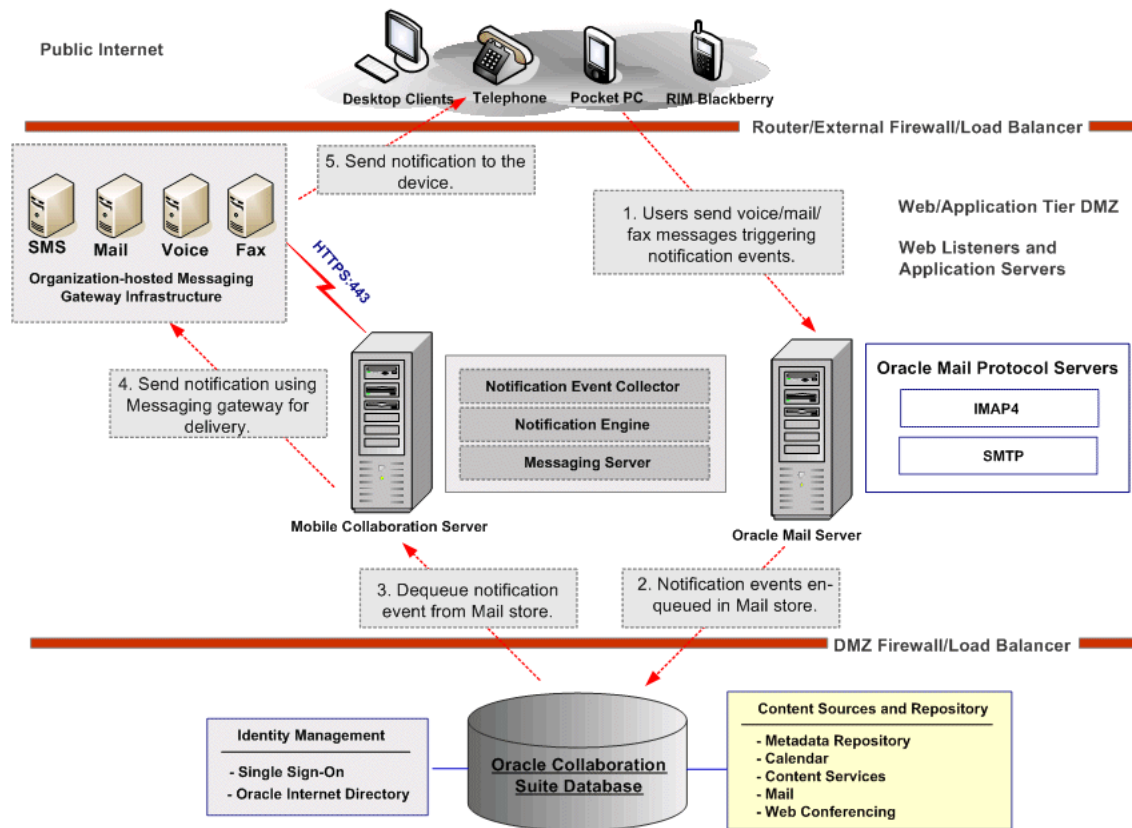 Public Internet
Desktop Clients
Telephone
Pocket PC
RIM Blackberry
Router/External Firewall/Load Balancer
5. Send notification to the
device.
1. Users send voice/mail/
fax messages triggering
notification events.
Web/Application Tier DMZ
Web Listeners and
Application Servers
SMS
Mail
Voice
Fax
Organization-hosted Messaging
Gateway Infrastructure
HTTPS:443
4. Send notification using
Messaging gateway for
delivery.
Notification Event Collector
Notification Engine
Messaging Server
Oracle Mail Protocol Servers
IMAP4
SMTP
Mobile Collaboration Server
Oracle Mail Server
3. Dequeue notification
event from Mail store.
2. Notification events en-
queued in Mail store.
DMZ Firewall/Load Balancer
Identity Management
- Single Sign-On
- Oracle Internet Directory
Oracle Collaboration
Suite Database
Content Sources and Repository
- Metadata Repository
- Calendar
- Content Services
- Mail
- Web Conferencing